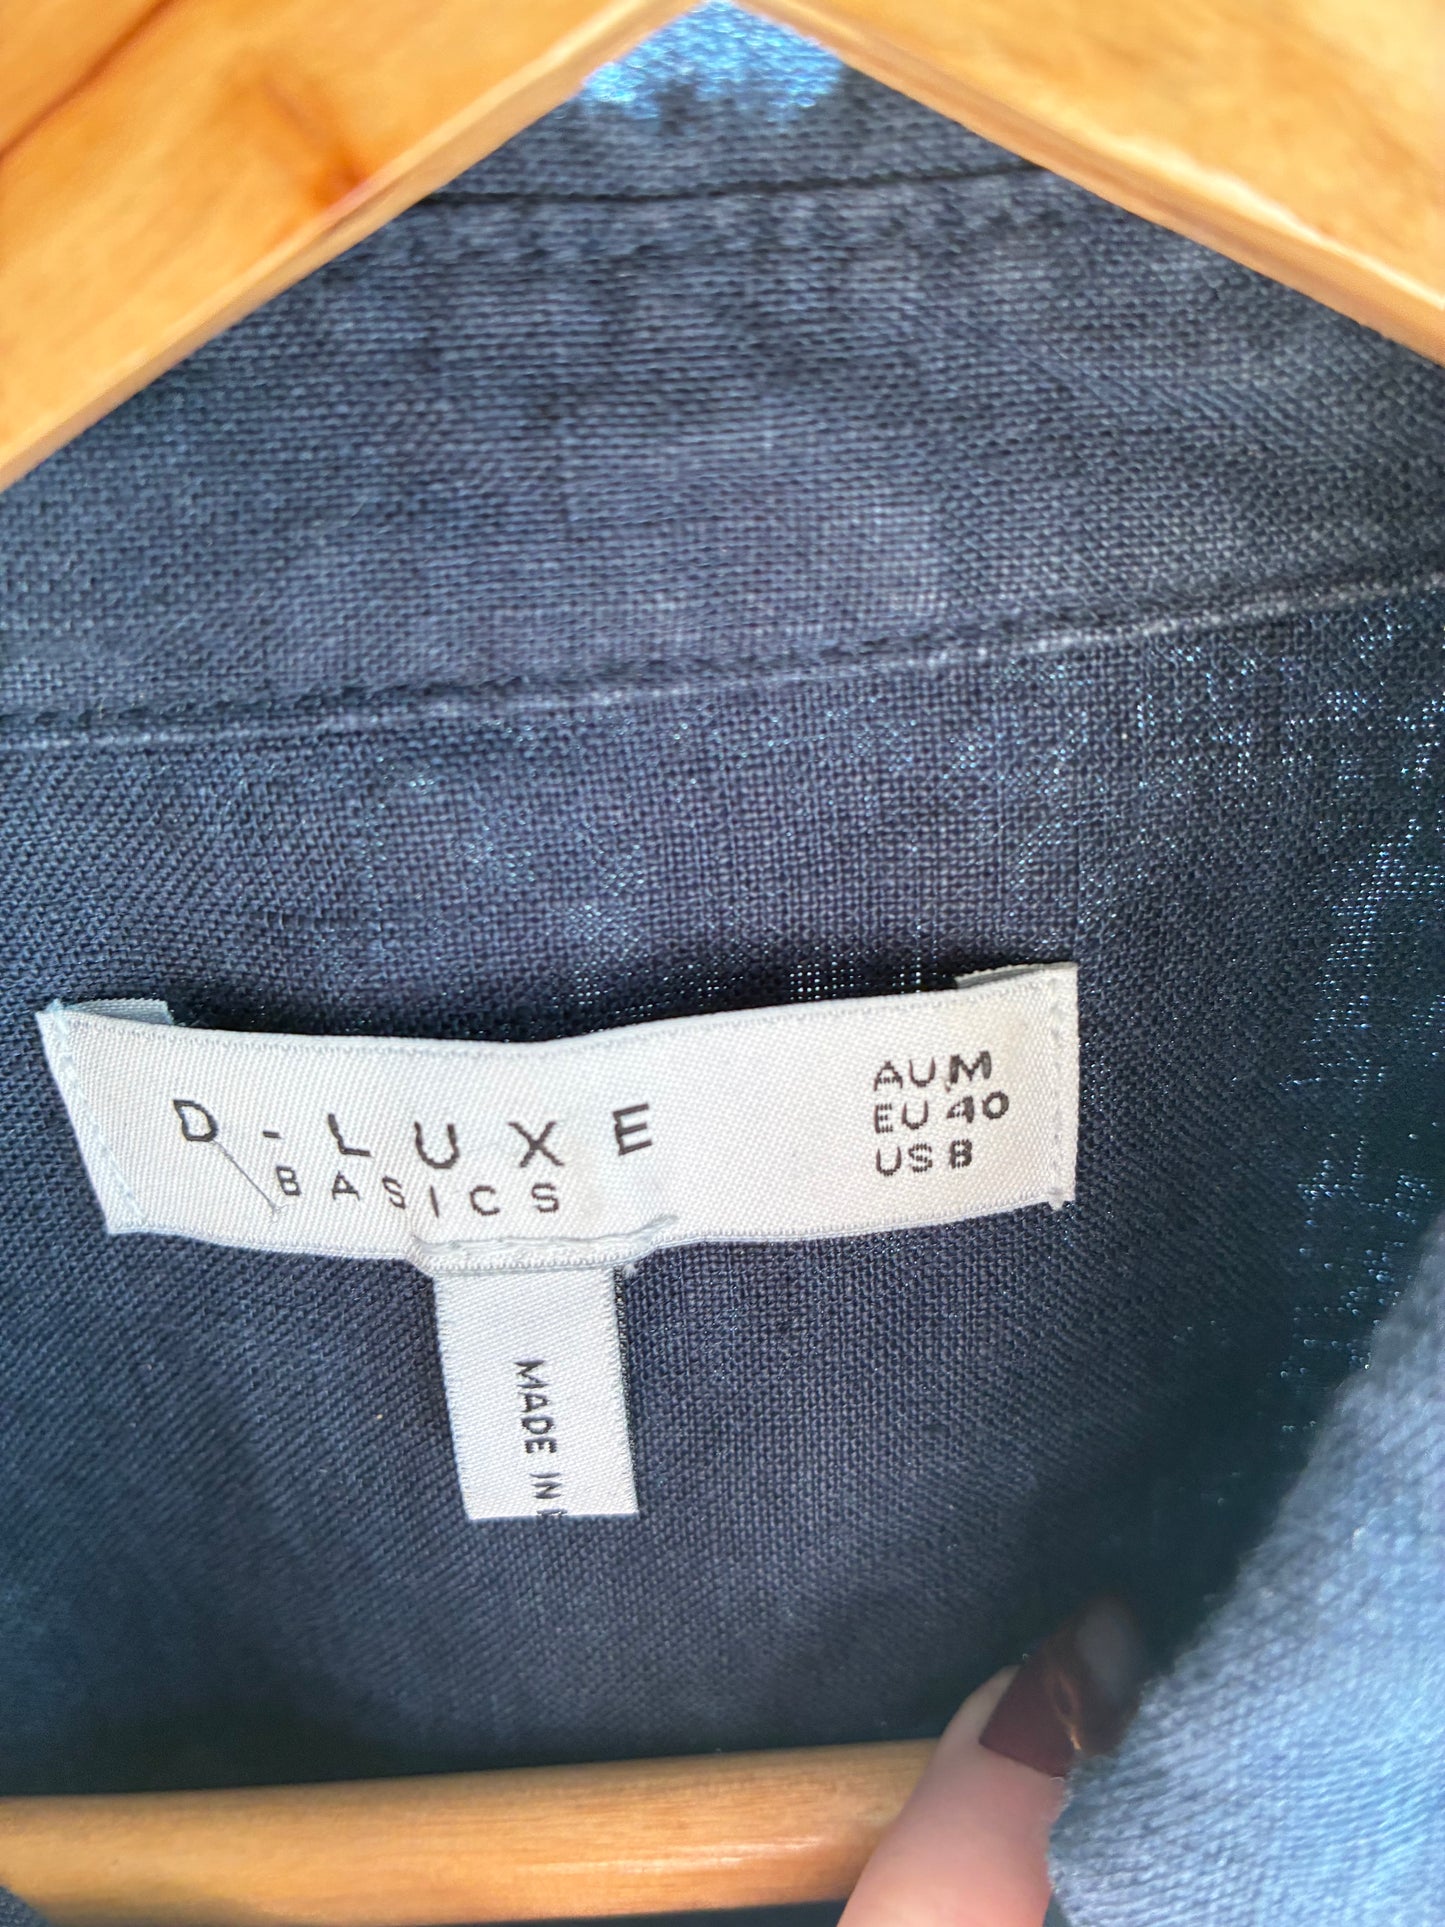 D-LUXE
BASICS
AU M
EU 40
US 8
MADE IN